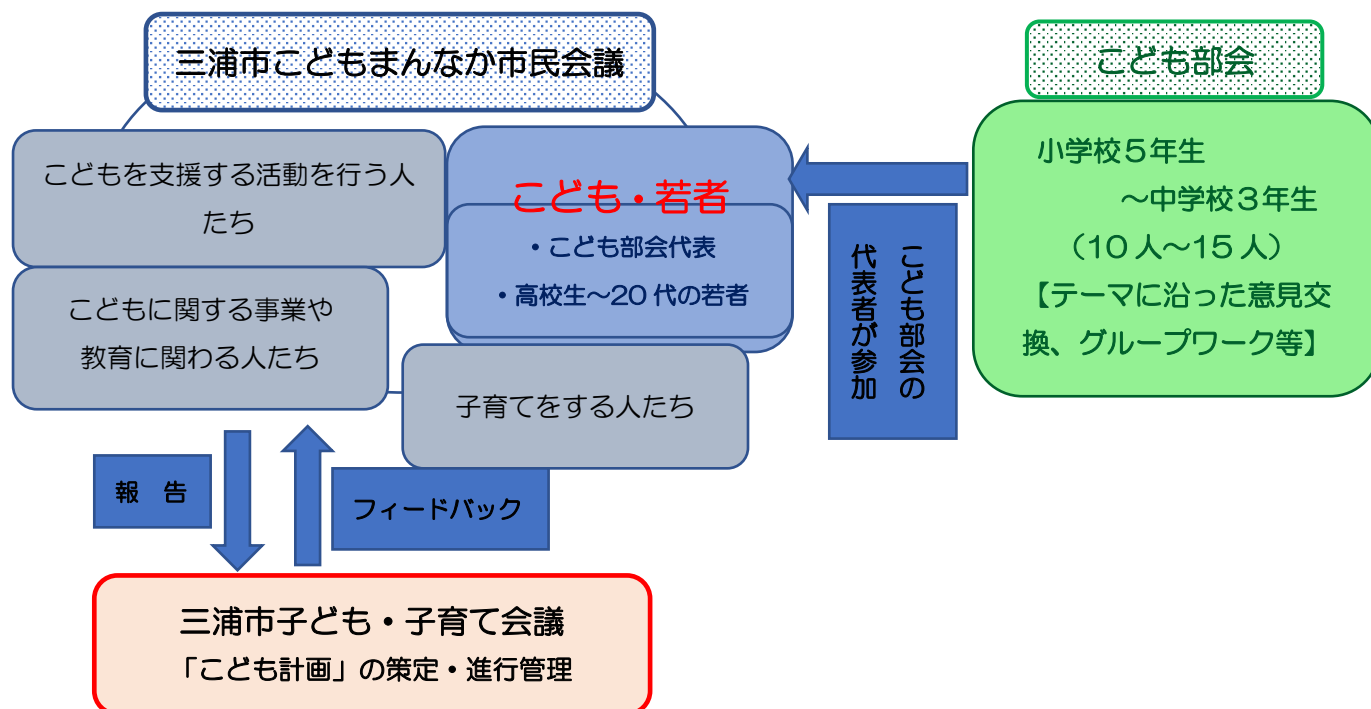 三浦市こどもまんなか市民会議
こどもを支援する活動を行う人
たち
こどもに関する事業や
教育に関わる人たち
こども・若者
・こども部会代表
・高校生～20代の若者
子育てをする人たち
こども部会の
代表者が参加
こども部会
小学校５年生
～中学校３年生
（10人～15人）
【テーマに沿った意見交
換、グループワーク等】
報　告
フィードバック
三浦市子ども・子育て会議
「こども計画」の策定・進行管理